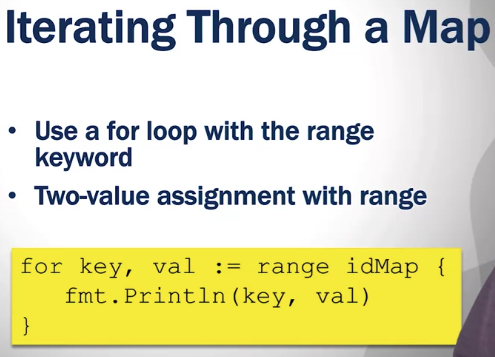 Iterating Through a Map
• Use a for loop with the range
keyword
• Two-value assignment with range
for key, val := range idMap {
fmt.Println(key, val)
}